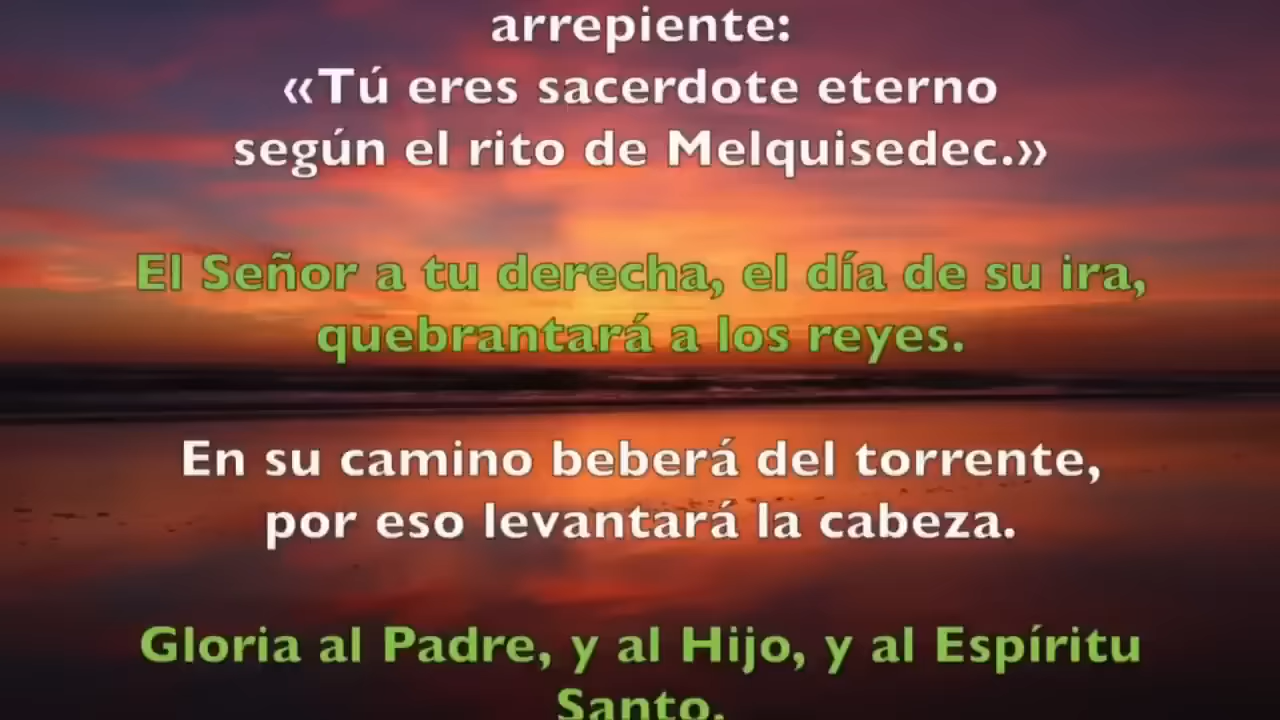 arrepiente:
«Tú eres sacerdote eterno
según el rito de Melquisedec.»
El Señor a tu derecha, el día de su ira,
quebrantará a los reyes.
En su camino beberá del torrente,
por eso levantará la cabeza.
Gloria al Padre, y al Hijo, y al Espíritu
Santo.